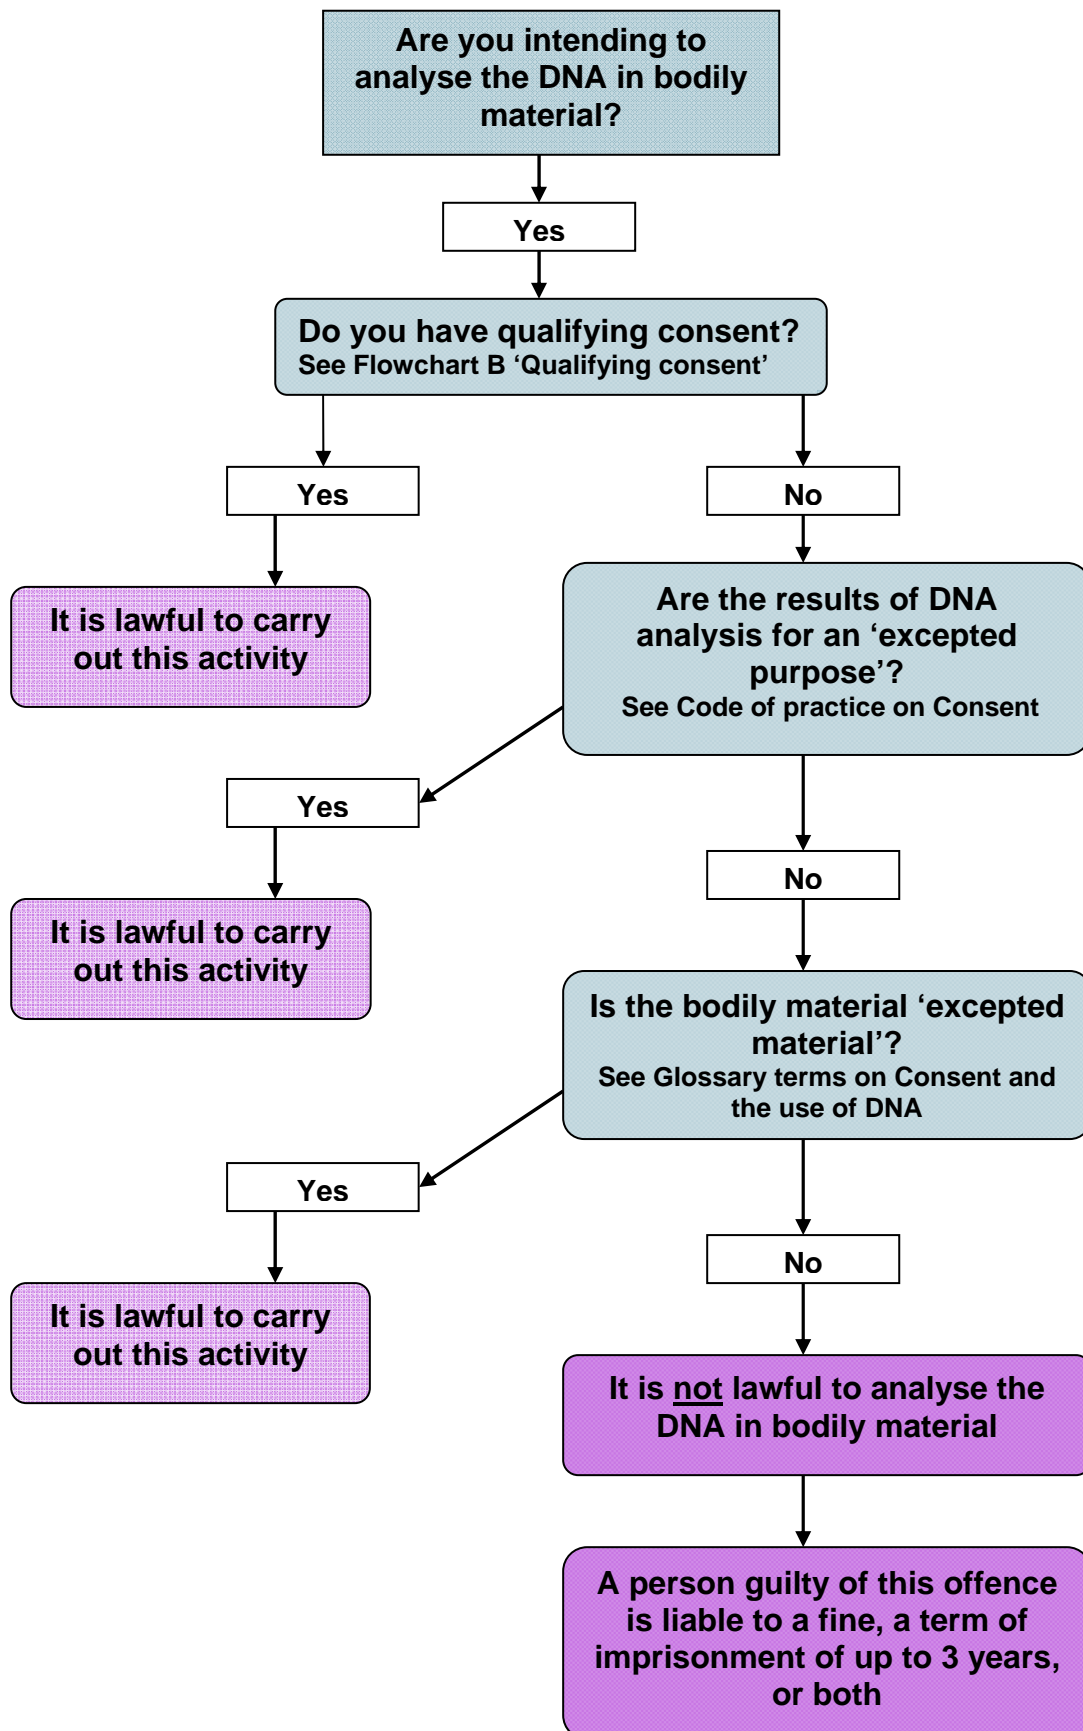 Are you intending to
analyse the DNA in bodily
material?
Yes
Do you have qualifying consent?
See Flowchart B ‘Qualifying consent’
Yes
No
It is lawful to carry
out this activity
Are the results of DNA
analysis for an ‘excepted
purpose’?
See Code of practice on Consent
Yes
No
It is lawful to carry
out this activity
Is the bodily material ‘excepted
material’?
See Glossary terms on Consent and
the use of DNA
Yes
No
It is lawful to carry
out this activity
It is not lawful to analyse the
DNA in bodily material
A person guilty of this offence
is liable to a fine, a term of
imprisonment of up to 3 years,
or both